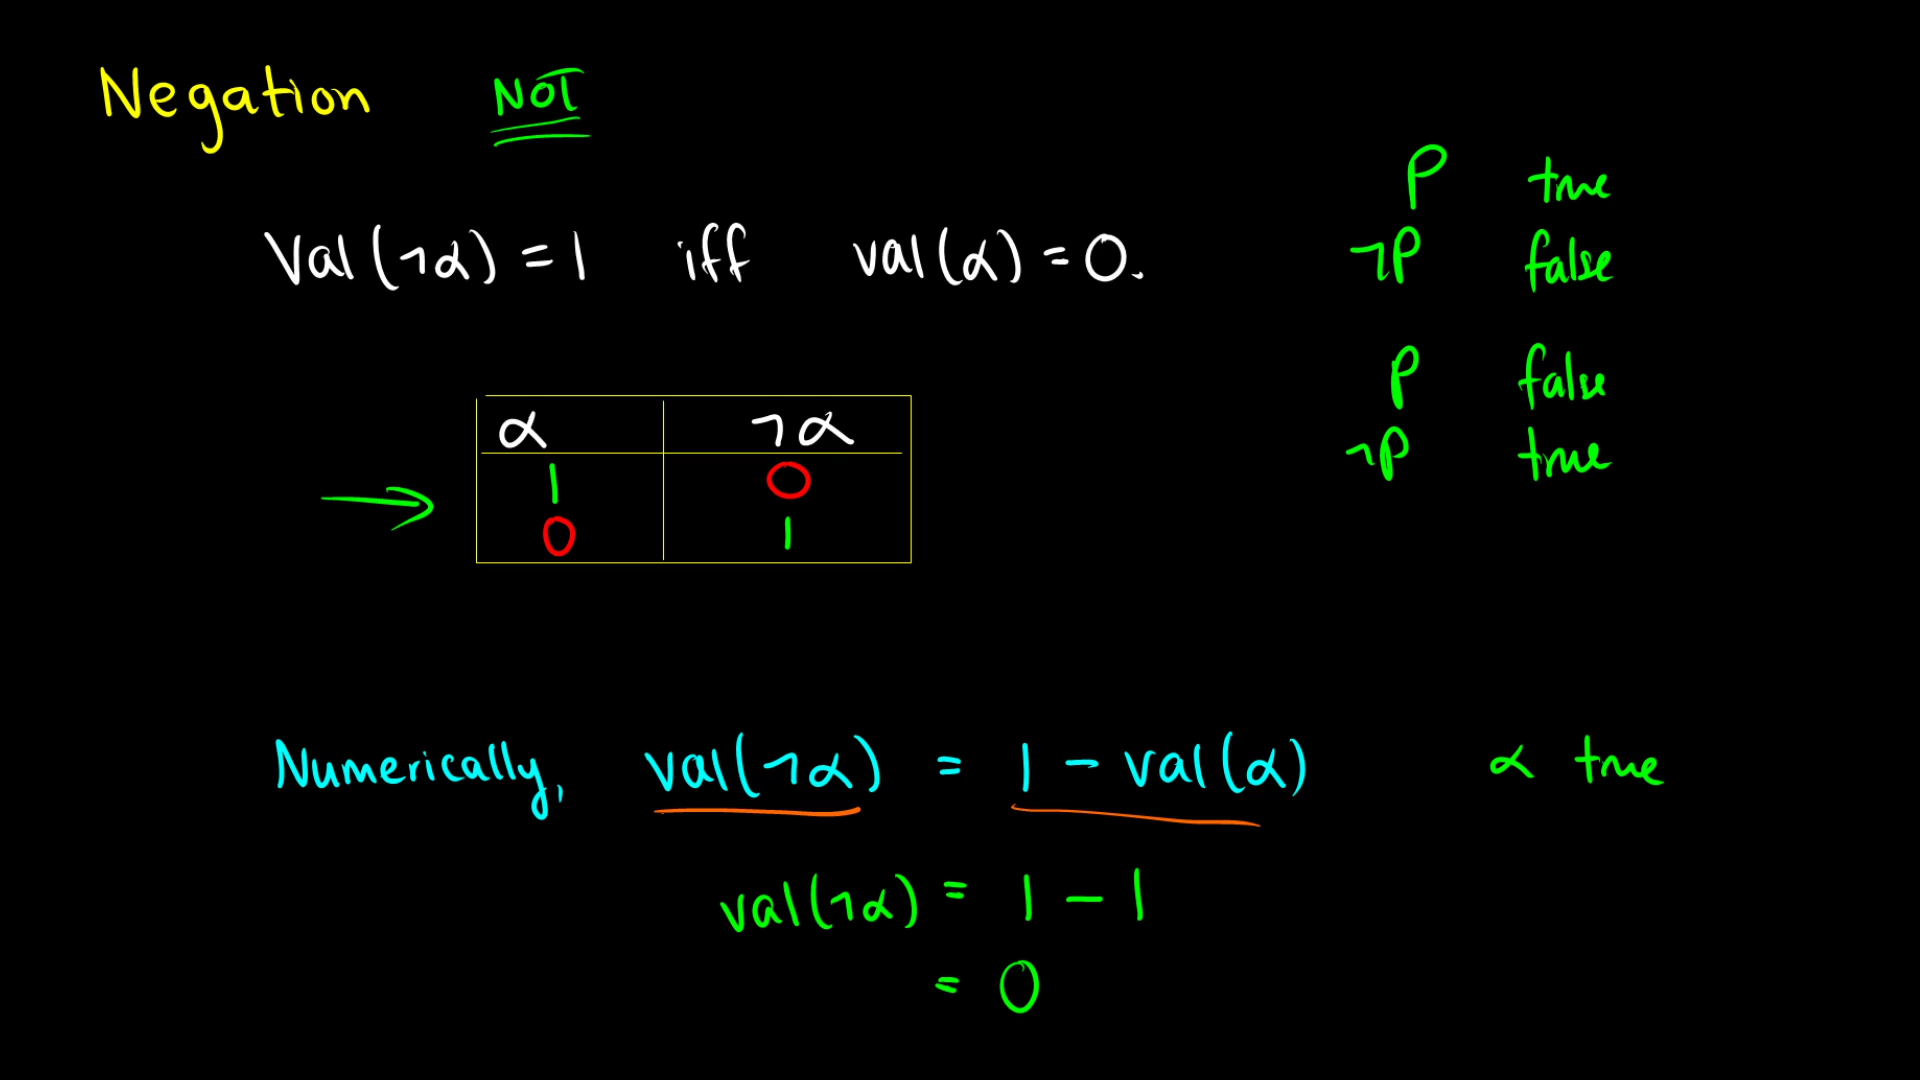 Negation NOT
Val(¬α) = 1 iff val(α) = 0.
P true
¬P false
P false
¬P true
α ¬α
1 0
0 1
Numerically, val(¬α) = 1 - val(α) α true
val(¬α) = 1 - 1
= 0